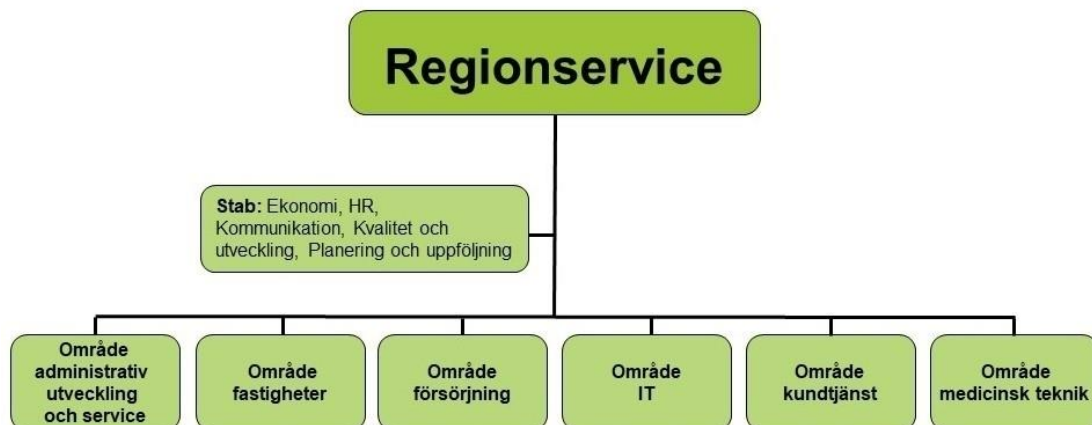 Regionservice
Stab: Ekonomi, HR,
Kommunikation, Kvalitet och
utveckling, Planering och uppföljning
Område
administrativ
utveckling
och service
Område
fastigheter
Område
försörjning
Område
IT
Område
kundtjänst
Område
medicinsk teknik